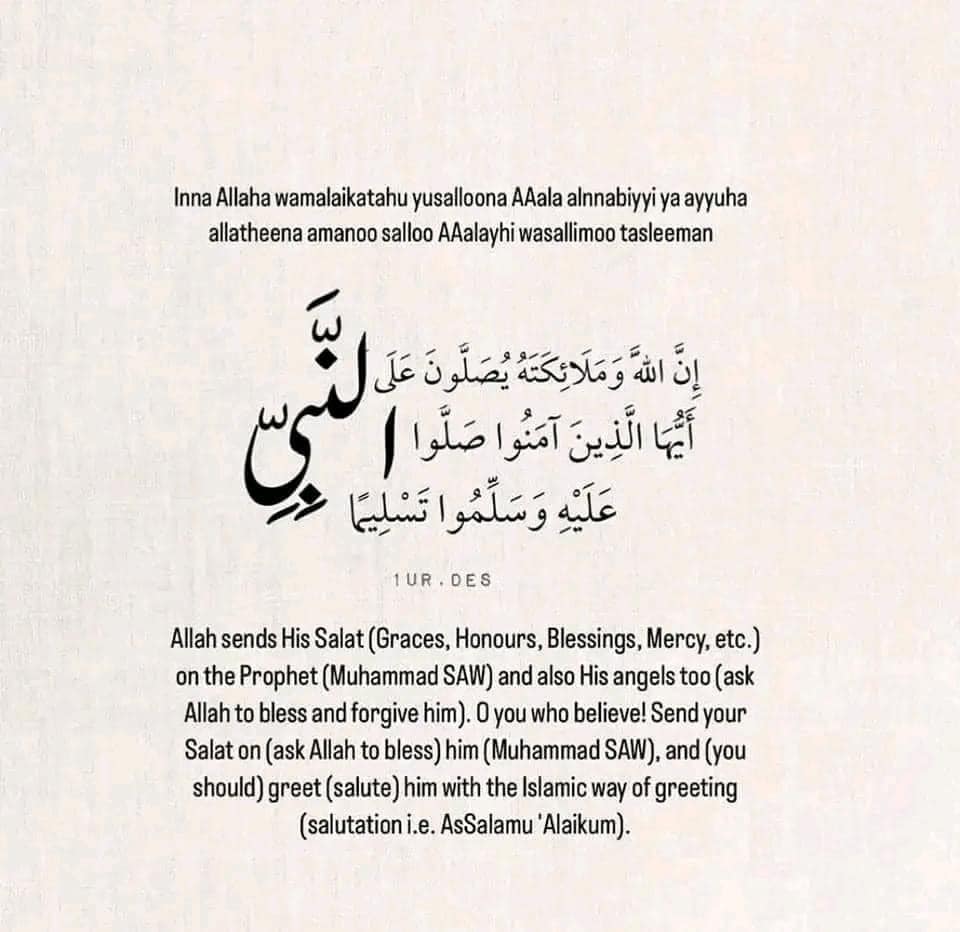 Inna Allaha wamalaikatahu yusalloona AAala alnnabiyyi ya ayyuha
allatheena amanoo salloo AAalayhi wasallimoo tasleeman
إِنَّ اللهَ وَمَلَائِكَتَهُ يُصَلُّونَ عَلَى النَّبِيِّ
أَيُّهَا الَّذِينَ آمَنُوا صَلُّوا
عَلَيْهِ وَسَلِّمُوا تَسْلِيمًا
1UR.DES
Allah sends His Salat (Graces, Honours, Blessings, Mercy, etc.)
on the Prophet (Muhammad SAW) and also His angels too (ask
Allah to bless and forgive him). O you who believe! Send your
Salat on (ask Allah to bless) him (Muhammad SAW), and (you
should) greet (salute) him with the Islamic way of greeting
(salutation i.e. AsSalamu 'Alaikum).